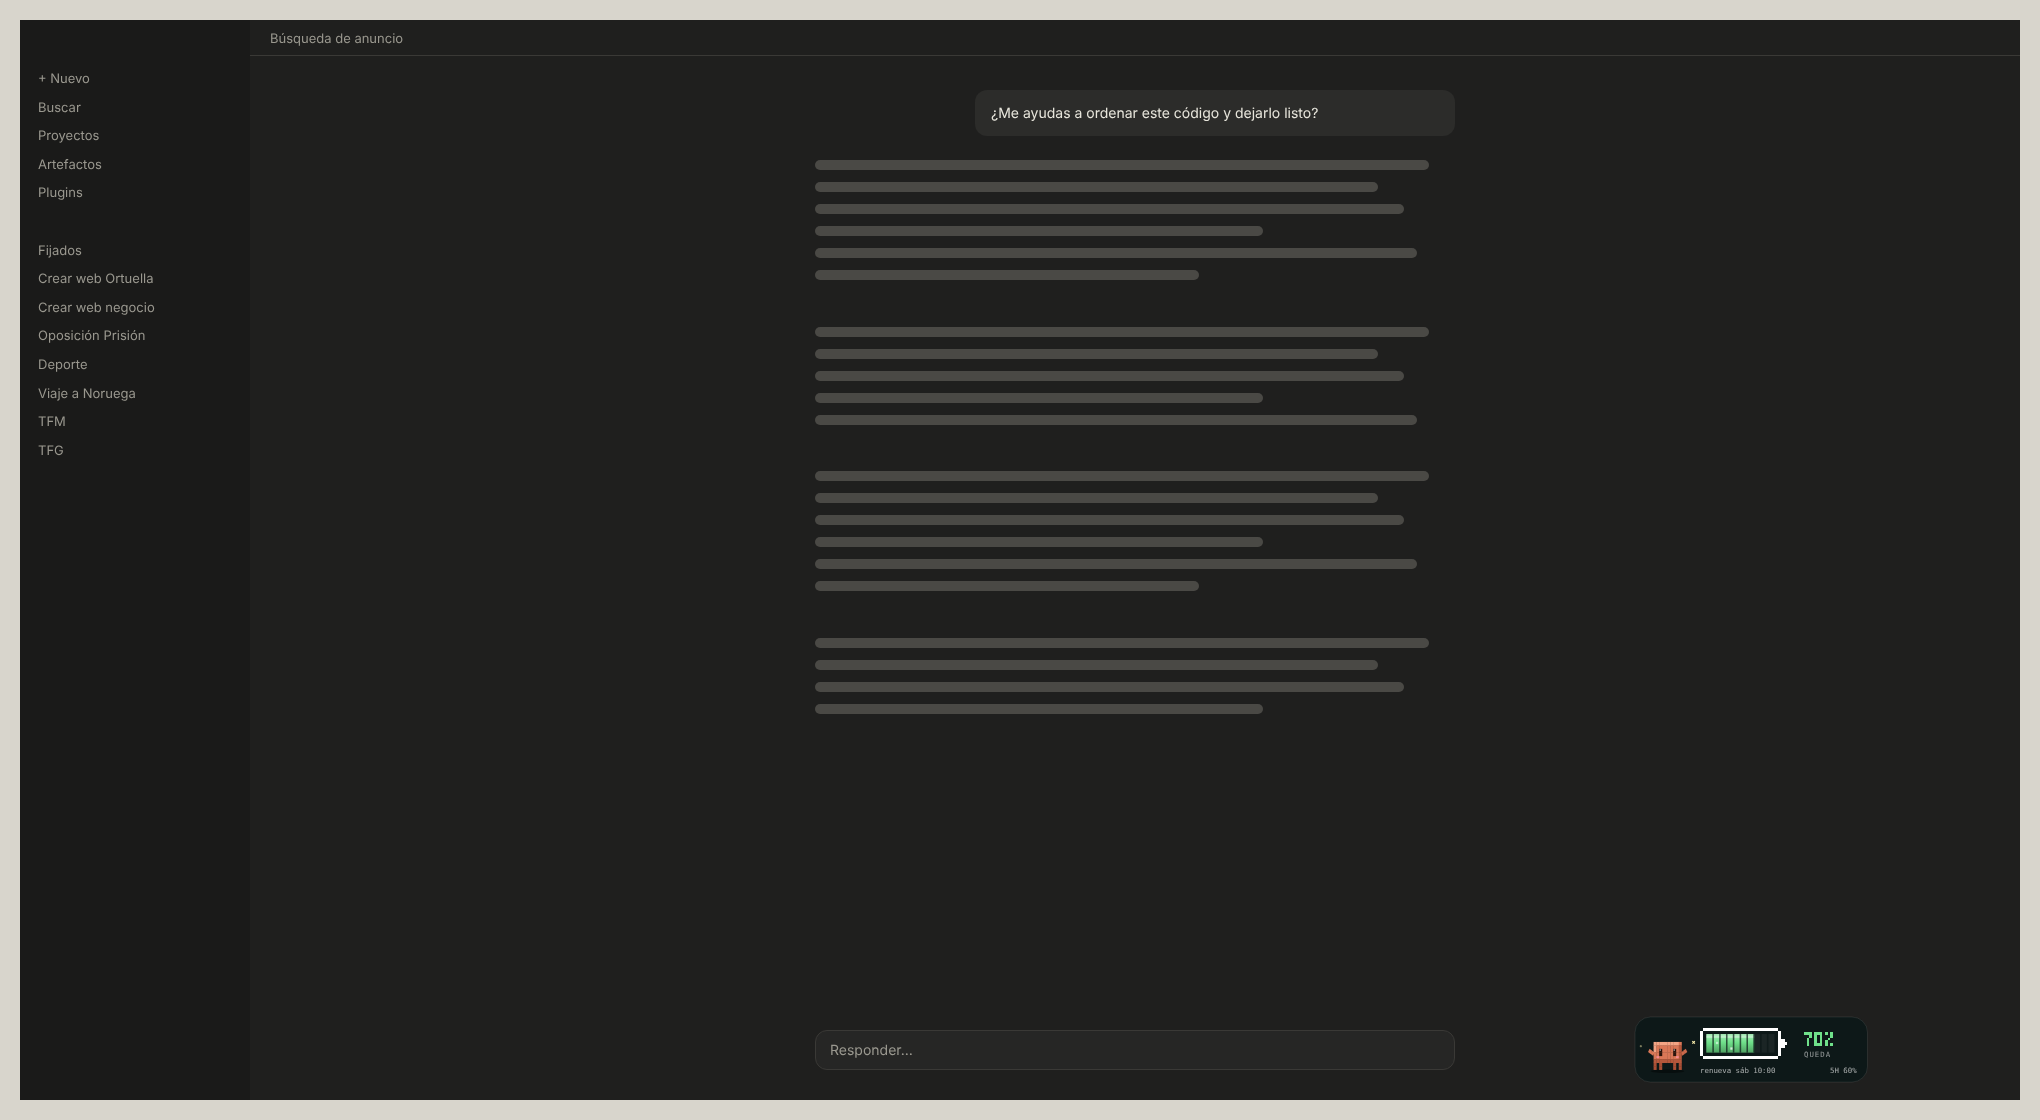 + Nuevo
Buscar
Proyectos
Artefactos
Plugins
Fijados
Crear web Ortuella
Crear web negocio
Oposición Prisión
Deporte
Viaje a Noruega
TFM
TFG
Búsqueda de anuncio
¿Me ayudas a ordenar este código y dejarlo listo?
Responder...
70%
QUEDA
renueva sáb 10:00
5H 60%